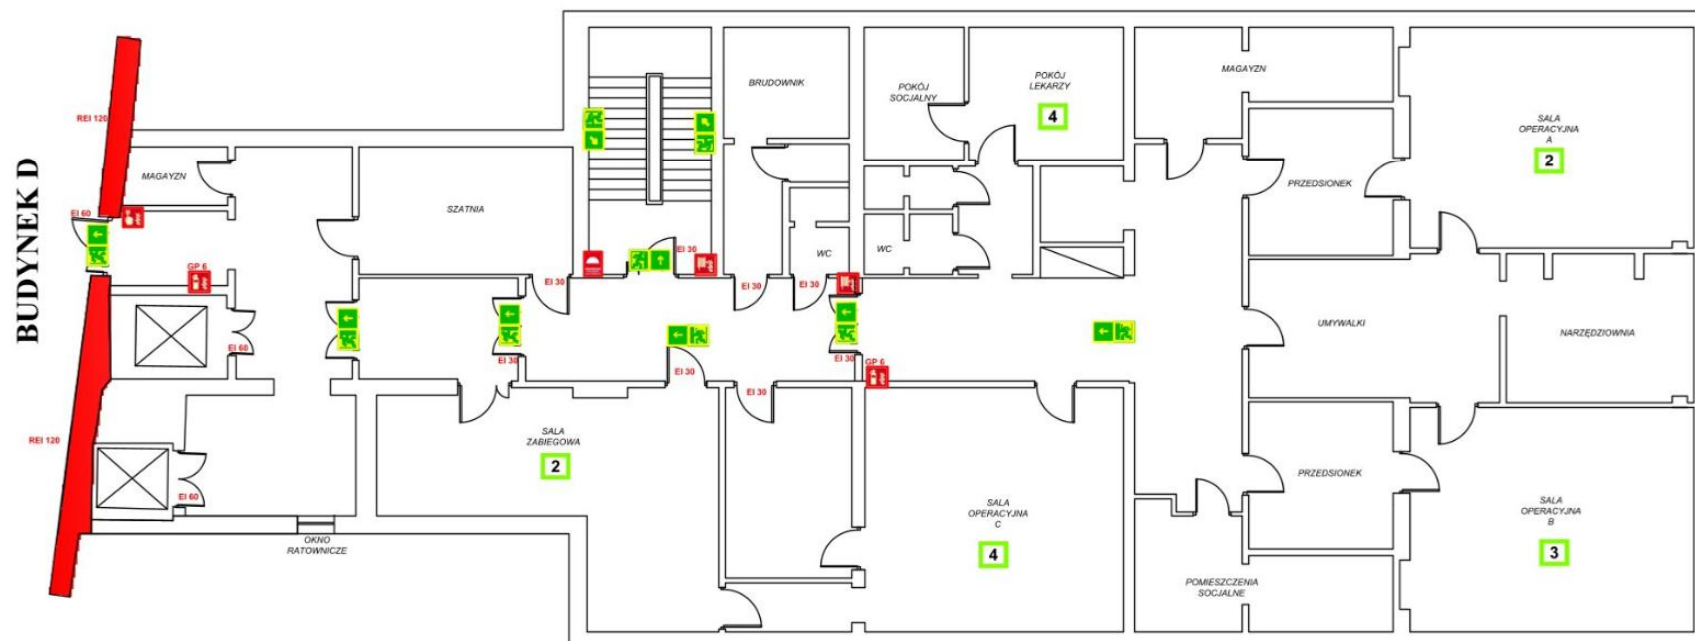 BUDYNEK D
REI 120
MAGAYZN
EI 60
GP 6
EI 60
REI 120
EI 60
OKNO
RATOWNICZE
SZATNIA
EI 30
EI 30
EI 30
BRUDOWNIK
WC
EI 30
EI 30
EI 30
EI 30
EI 30
SALA
ZABIEGOWA
2
POKÓJ
SOCJALNY
POKÓJ
LEKARZY
4
WC
GP 6
SALA
OPERACYJNA
C
4
MAGAYZN
PRZEDSIONEK
SALA
OPERACYJNA
A
2
UMYWALKI
NARZĘDZIOWNIA
PRZEDSIONEK
SALA
OPERACYJNA
B
3
POMIESZCZENIA
SOCJALNE